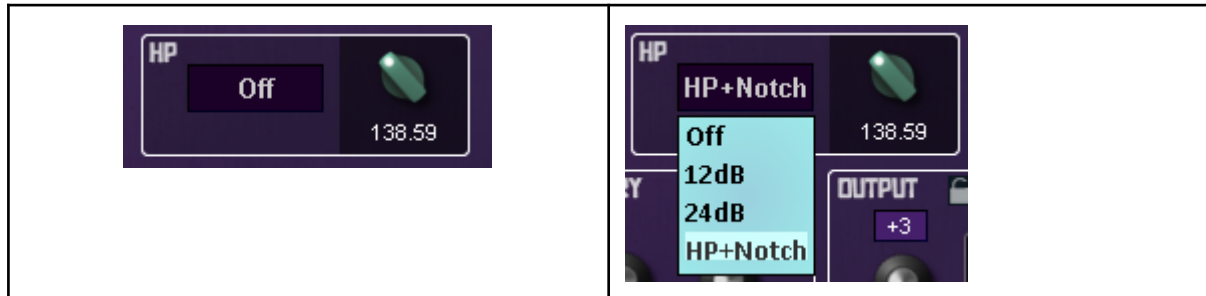 HP
Off
138.59
HP
HP+Notch
138.59
Off
12dB
24dB
HP+Notch
RY
OUTPUT
+3